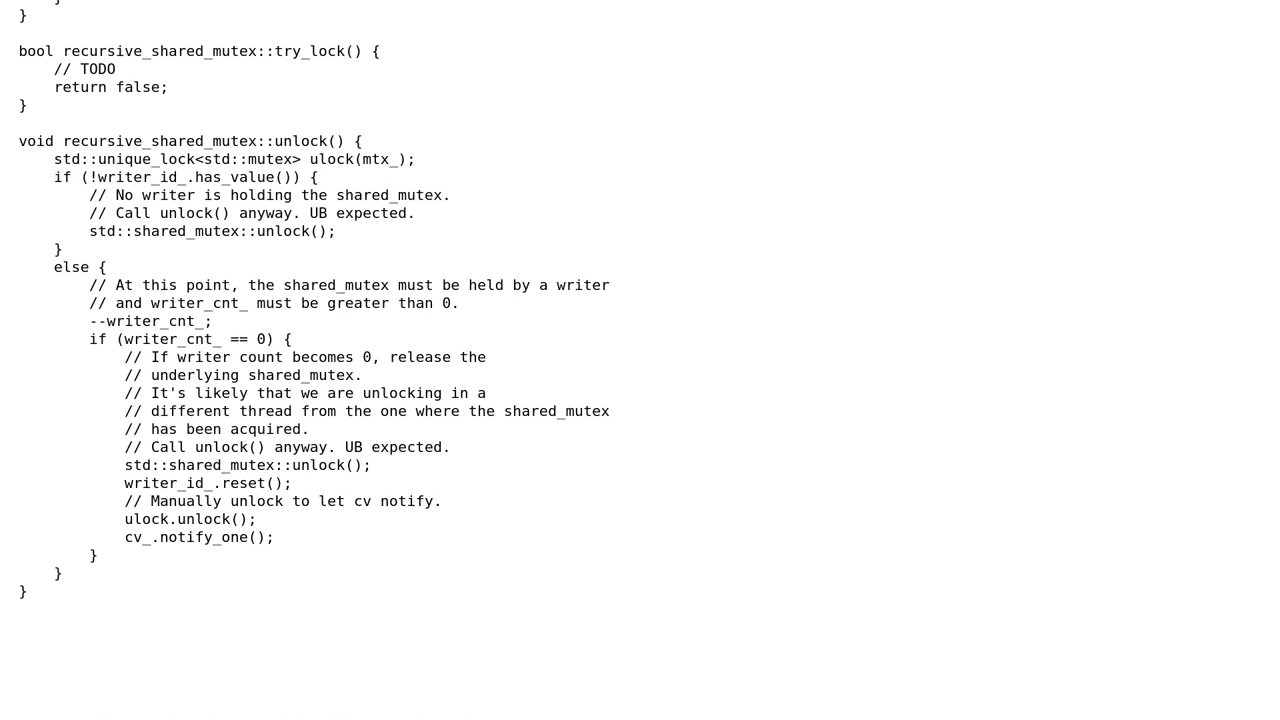 }
bool recursive_shared_mutex::try_lock() {
    // TODO
    return false;
}
void recursive_shared_mutex::unlock() {
    std::unique_lock<std::mutex> ulock(mtx_);
    if (!writer_id_.has_value()) {
        // No writer is holding the shared_mutex.
        // Call unlock() anyway. UB expected.
        std::shared_mutex::unlock();
    }
    else {
        // At this point, the shared_mutex must be held by a writer
        // and writer_cnt_ must be greater than 0.
        --writer_cnt_;
        if (writer_cnt_ == 0) {
            // If writer count becomes 0, release the
            // underlying shared_mutex.
            // It's likely that we are unlocking in a
            // different thread from the one where the shared_mutex
            // has been acquired.
            // Call unlock() anyway. UB expected.
            std::shared_mutex::unlock();
            writer_id_.reset();
            // Manually unlock to let cv notify.
            ulock.unlock();
            cv_.notify_one();
        }
    }
}